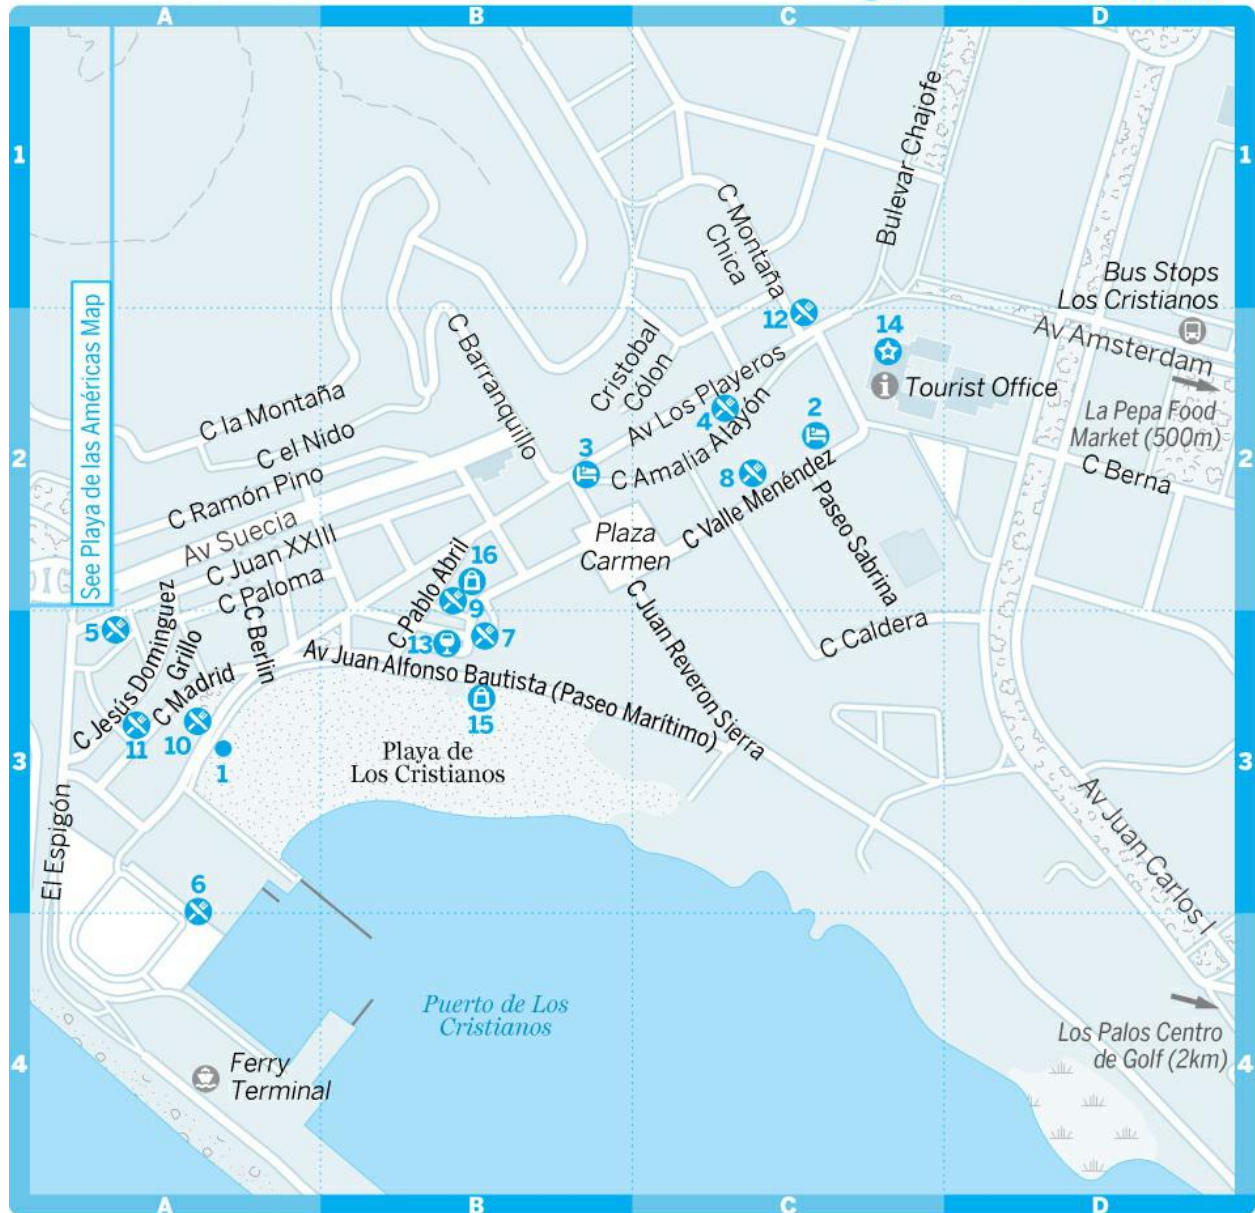 A
B
C
D
1
1
Bulevar Chajofe
C Montaña
Chica
Bus Stops
Los Cristianos
See Playa de las Américas Map
12
14
Av Amsterdam
C Barranquillo
Cristobal
Cólon
Av Los Playeros
Tourist Office
La Pepa Food
Market (500m)
C la Montaña
4
C Amalia Alayón
2
C el Nido
3
2
2
8
C Berna
C Ramón Pino
C Valle Menéndez
Paseo Sabrina
Av Suecia
Plaza
Carmen
C Juan XXIII
16
C Pablo Abril
C Paloma
9
C Juan Reveron Sierra
5
C Jesús Dominguez
Grillo
C Berlin
13
7
C Caldera
C Madrid
Av Juan Alfonso Bautista (Paseo Marítimo)
15
11
10
1
Playa de
Los Cristianos
3
3
El Espigón
Av Juan Carlos I
6
Puerto de Los
Cristianos
Los Palos Centro
de Golf (2km)
4
4
Ferry
Terminal
A
B
C
D